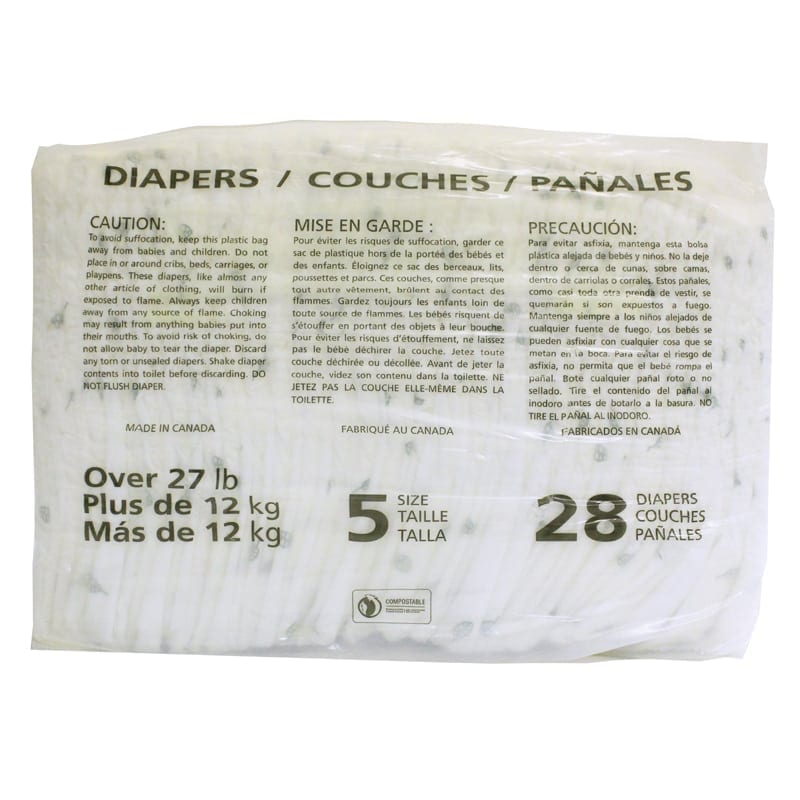 DIAPERS / COUCHES / PAÑALES
CAUTION:
To avoid suffocation, keep this plastic bag
away from babies and children. Do not
place in or around cribs, beds, carriages, or
playpens. These diapers, like almost any
other article of clothing, will burn if
exposed to flame. Always keep children
away from any source of flame. Choking
may result from anything babies put into
their mouths. To avoid risk of choking, do
not allow baby to tear the diaper. Discard
any torn or unsealed diapers. Shake diaper
contents into toilet before discarding. DO
NOT FLUSH DIAPER.
MADE IN CANADA
MISE EN GARDE :
Pour éviter les risques de suffocation, garder ce
sac de plastique hors de la portée des bébés et
des enfants. Éloignez ce sac des berceaux, lits,
poussettes et parcs. Ces couches, comme presque
tout autre vêtement, brûlent au contact des
flammes. Gardez toujours les enfants loin de
toute source de flammes. Les bébés risquent de
s'étouffer en portant des objets à leur bouche.
Pour éviter les risques d'étouffement, ne laissez
pas le bébé déchirer la couche. Jetez toute
couche déchirée ou décollée. Avant de jeter la
couche, videz son contenu dans la toilette. NE
JETEZ PAS LA COUCHE ELLE-MÊME DANS LA
TOILETTE.
FABRIQUÉ AU CANADA
PRECAUCIÓN:
Para evitar asfixia, mantenga esta bolsa
plástica alejada de bebés y niños. No la deje
dentro o cerca de cunas, sobre camas,
dentro de carriolas o corrales. Estos pañales,
como casi toda otra prenda de vestir, se
quemarán si son expuestos a fuego.
Mantenga siempre a los niños alejados de
cualquier fuente de fuego. Los bebés se
pueden asfixiar con cualquier cosa que se
metan en la boca. Para evitar el riesgo de
asfixia, no permita que el bebé rompa el
pañal. Bote cualquier pañal roto o no
sellado. Tire el contenido del pañal al
inodoro antes de botarlo a la basura. NO
TIRE EL PAÑAL AL INODORO.
FABRICADOS EN CANADÁ
Over 27 lb
Plus de 12 kg
Más de 12 kg
5 SIZE
TAILLE
TALLA
28 DIAPERS
COUCHES
PAÑALES
COMPOSTABLE